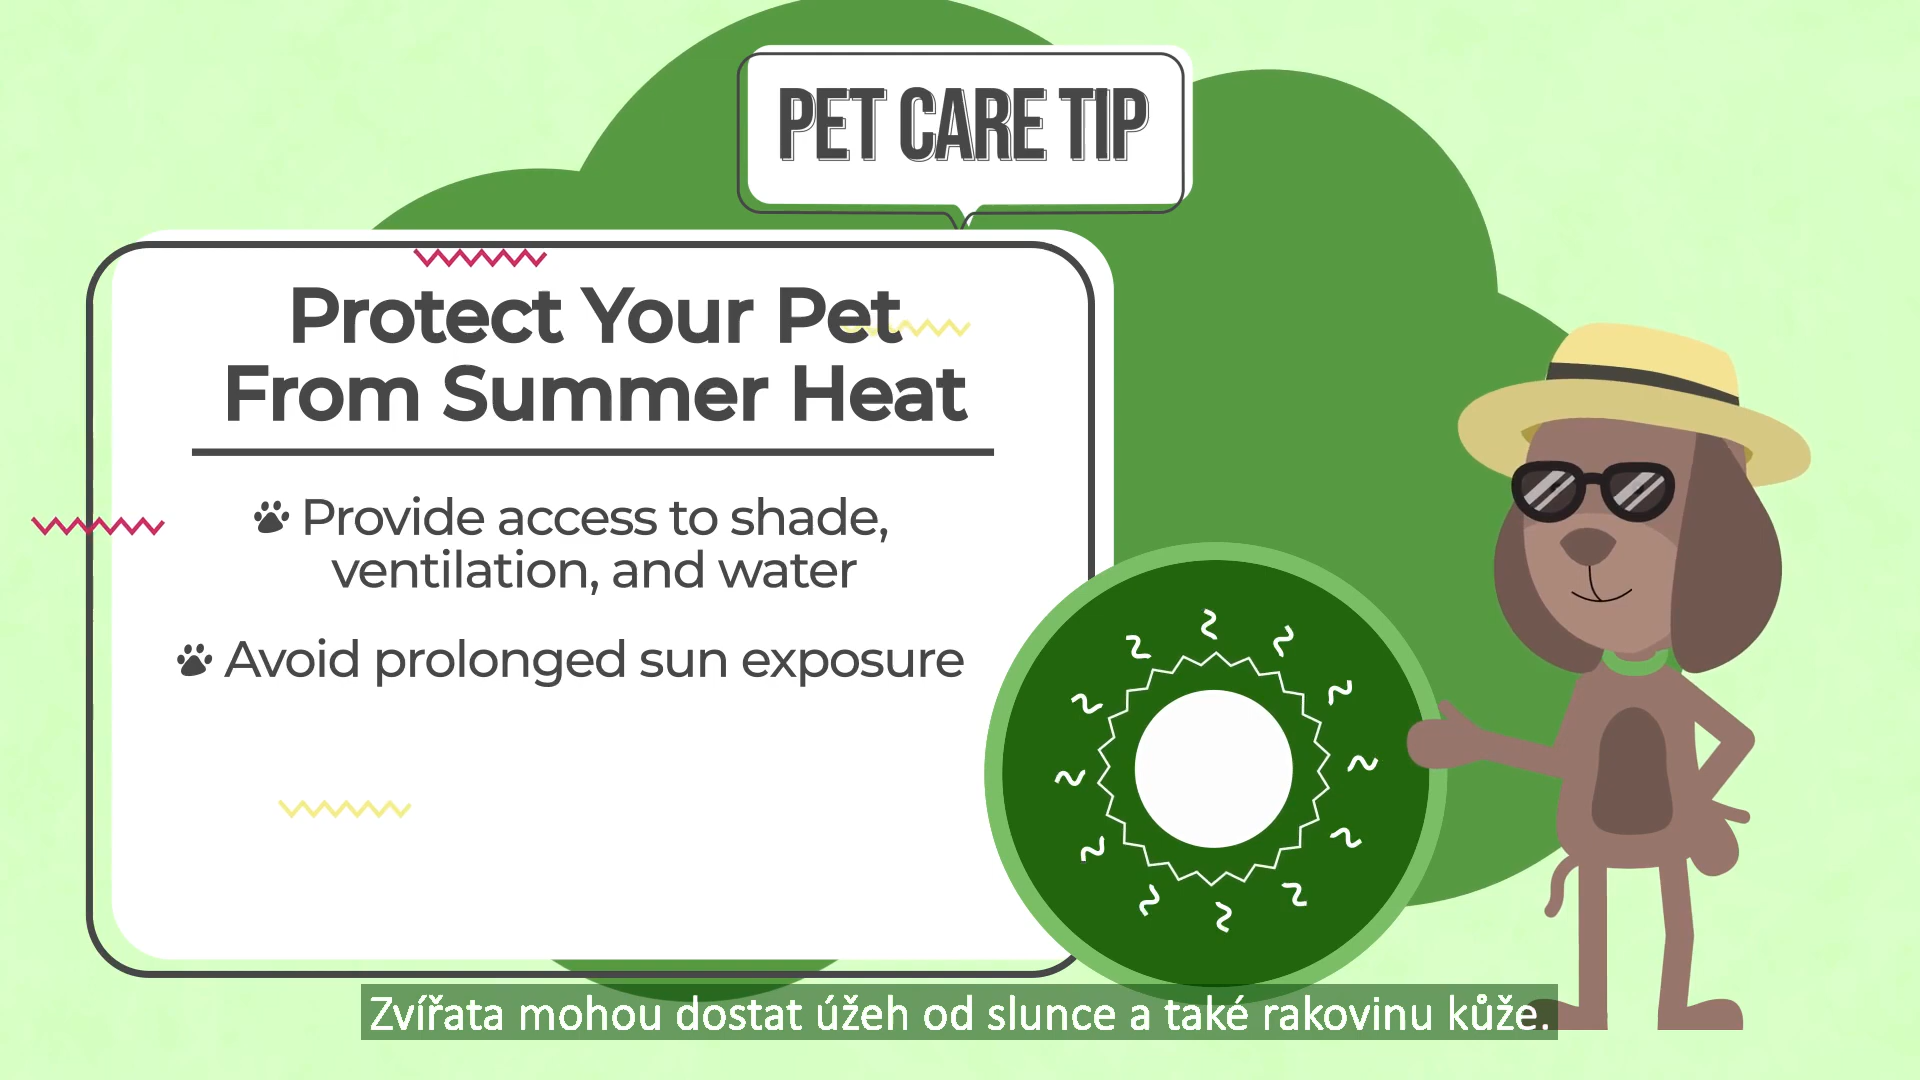 PET CARE TIP
Protect Your Pet
From Summer Heat
Provide access to shade,
ventilation, and water
Avoid prolonged sun exposure
Zvířata mohou dostat úžeh od slunce a také rakovinu kůže.